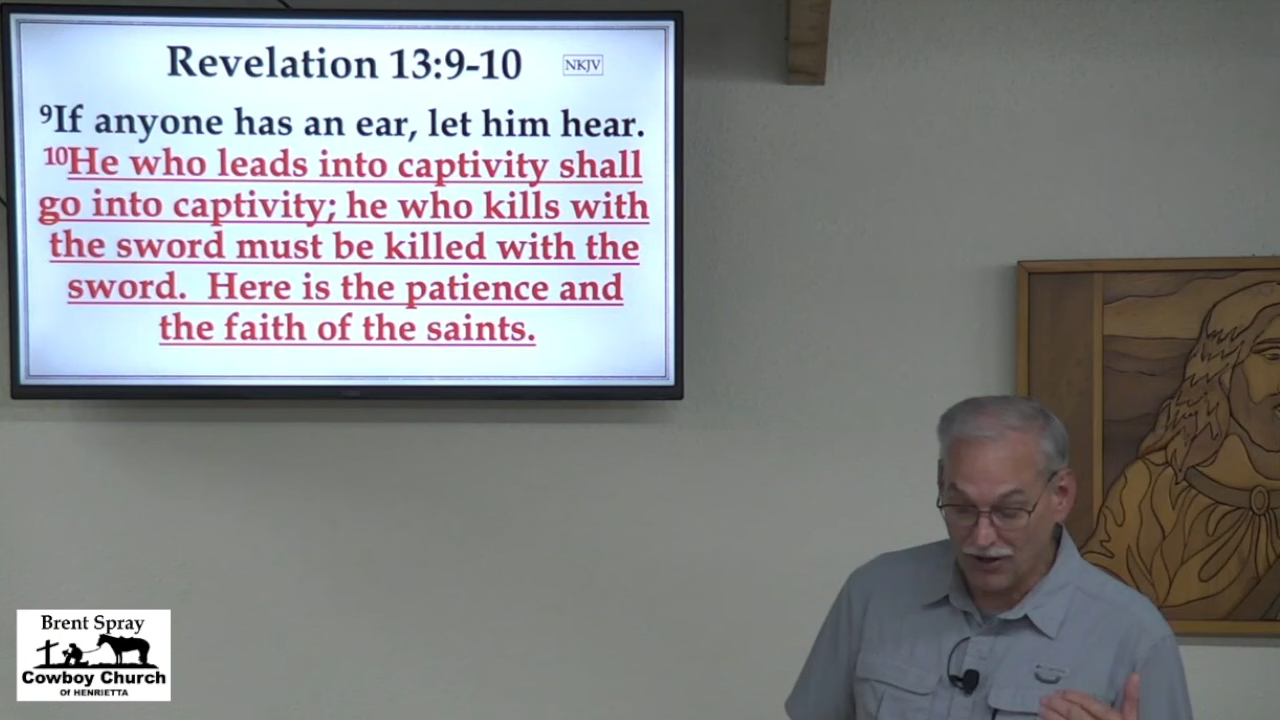 Revelation 13:9-10 NKJV
⁹If anyone has an ear, let him hear.
¹⁰He who leads into captivity shall
go into captivity; he who kills with
the sword must be killed with the
sword.  Here is the patience and
the faith of the saints.
Brent Spray
Cowboy Church
OF HENRIETTA